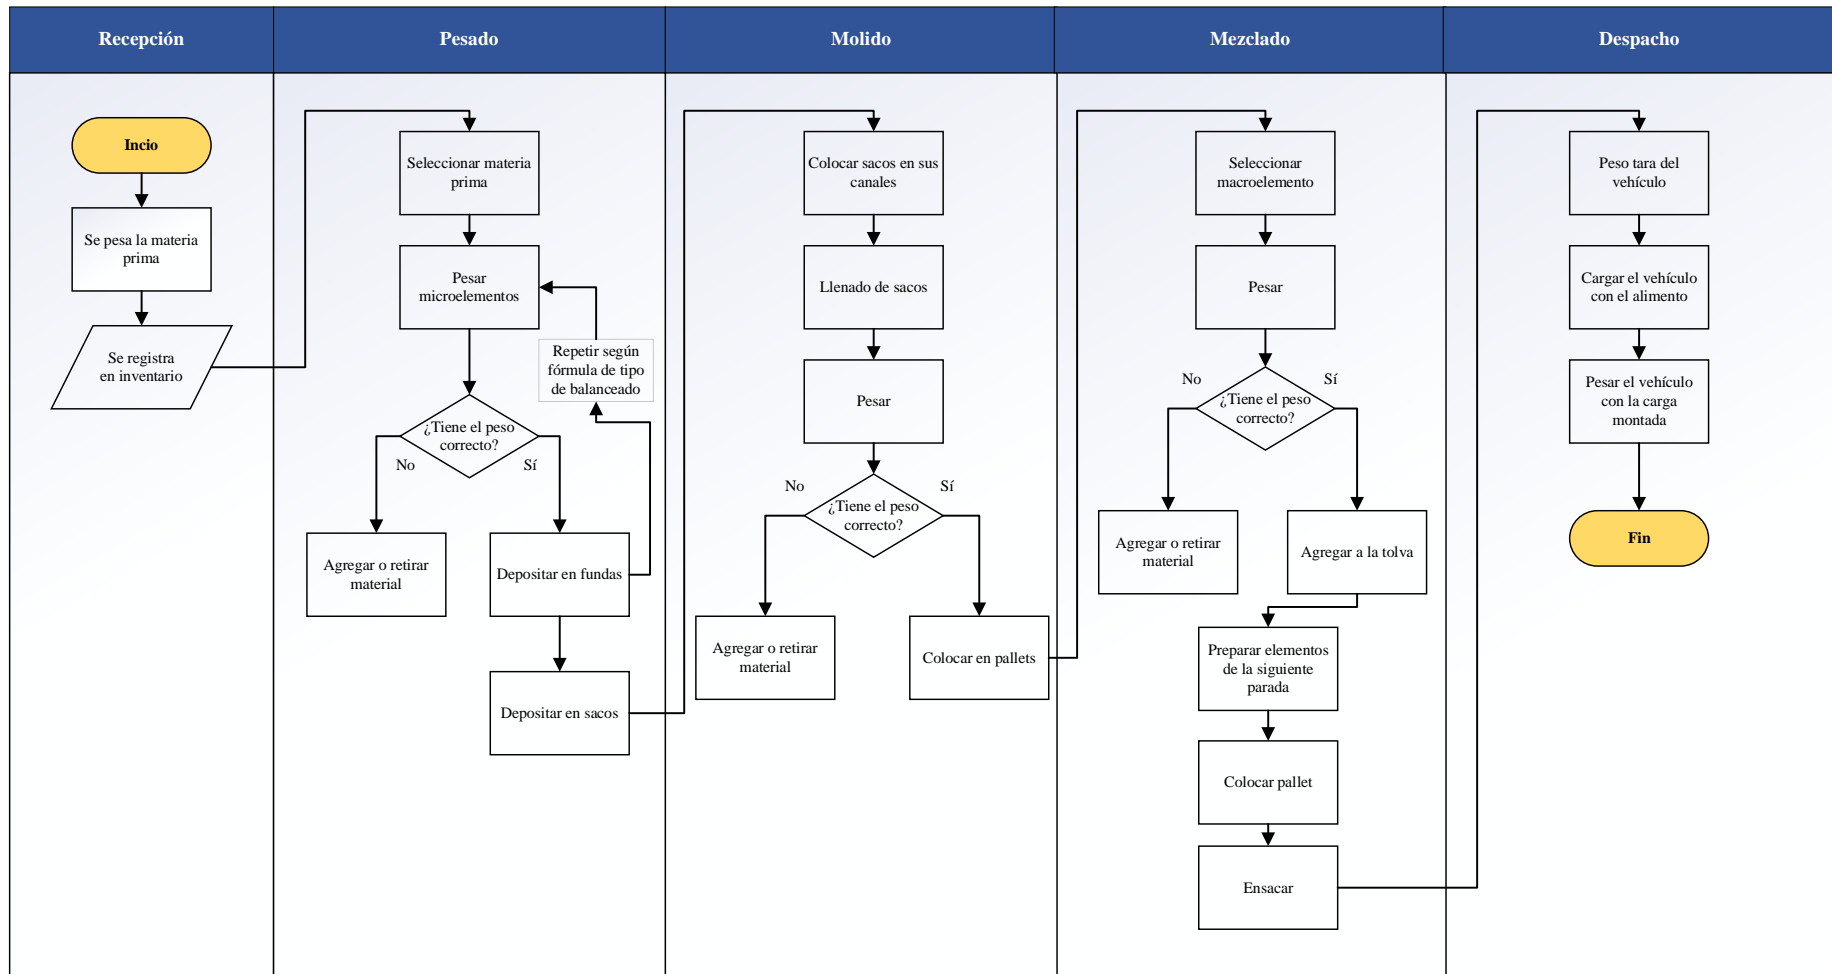 Recepción
Pesado
Molido
Mezclado
Despacho
Incio
Se pesa la materia
prima
Se registra
en inventario
Seleccionar materia
prima
Pesar
microelementos
Repetir según
fórmula de tipo
de balanceado
¿Tiene el peso
correcto?
No
Sí
Agregar o retirar
material
Depositar en fundas
Depositar en sacos
Colocar sacos en sus
canales
Llenado de sacos
Pesar
No
Sí
¿Tiene el peso
correcto?
Agregar o retirar
material
Colocar en pallets
Seleccionar
macroelemento
Pesar
No
Sí
¿Tiene el peso
correcto?
Agregar o retirar
material
Agregar a la tolva
Preparar elementos
de la siguiente
parada
Colocar pallet
Ensacar
Peso tara del
vehículo
Cargar el vehículo
con el alimento
Pesar el vehículo
con la carga
montada
Fin